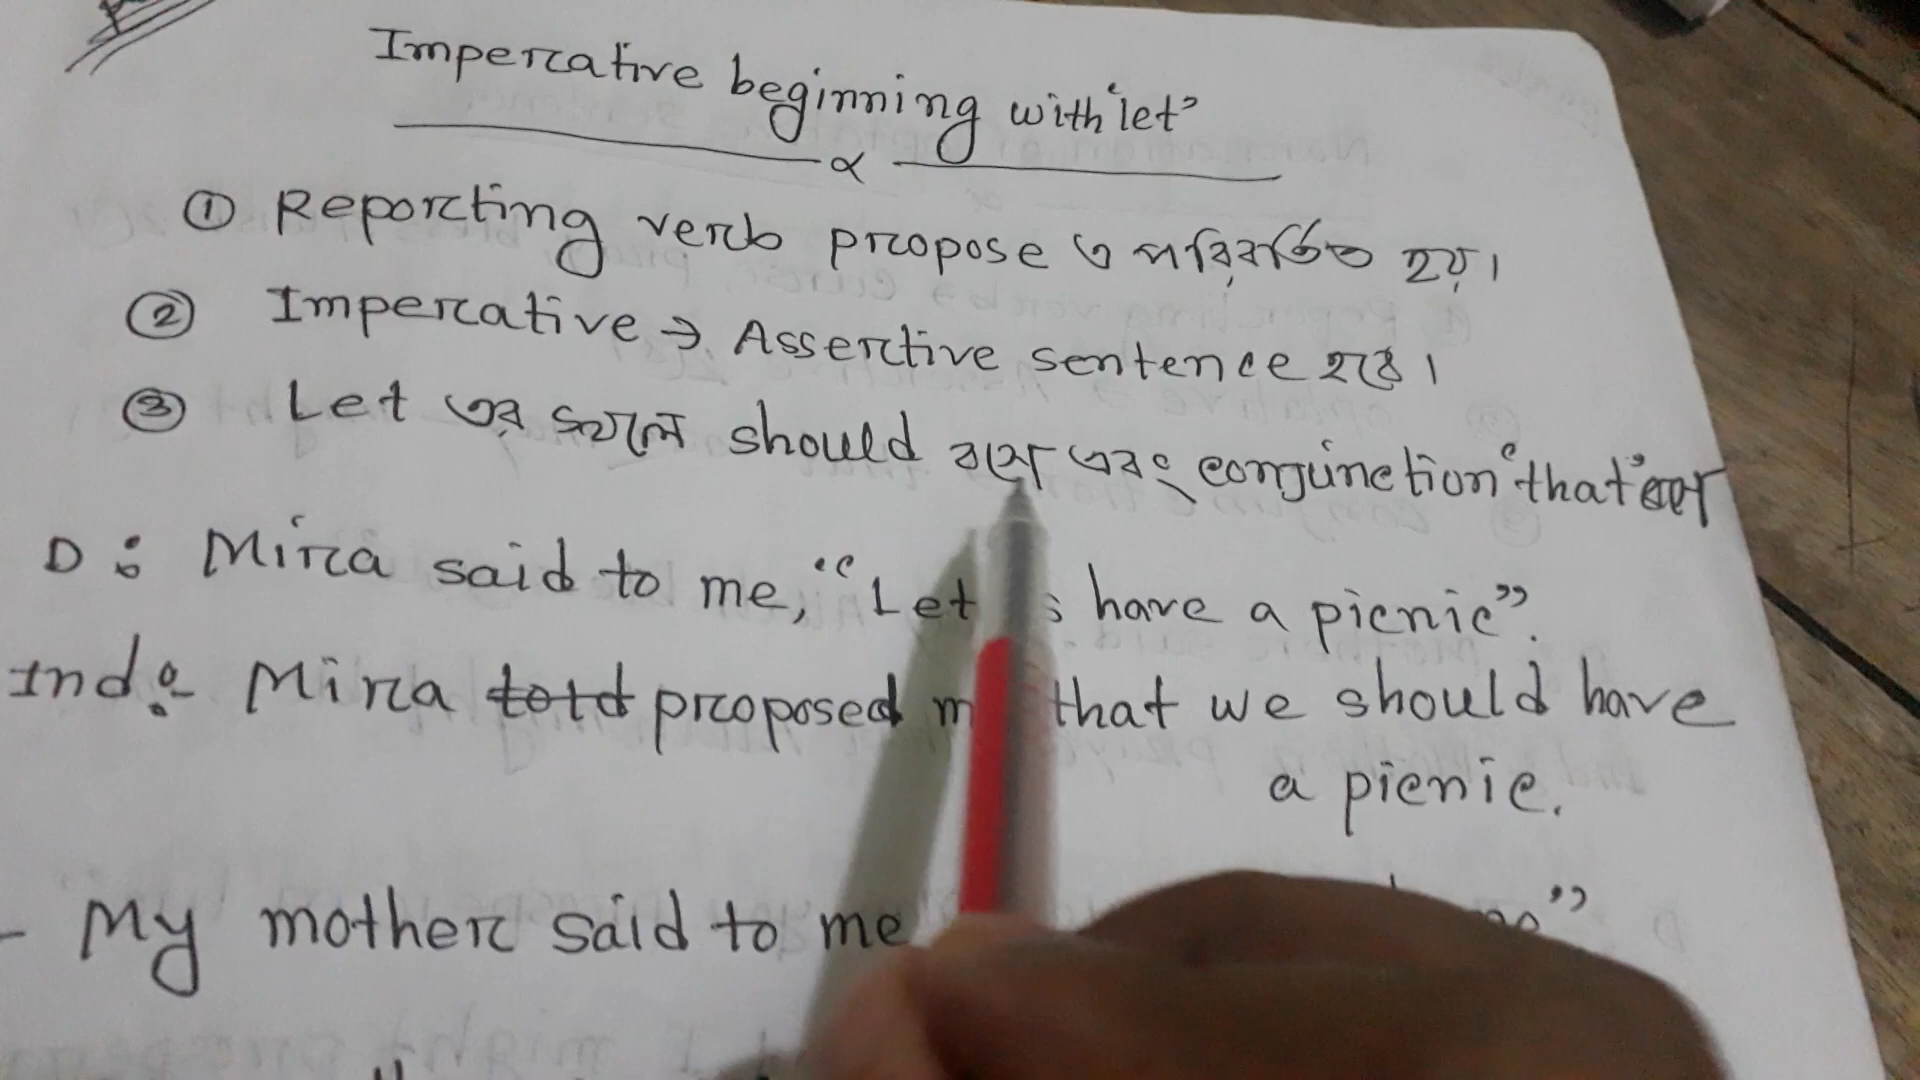 Imperative beginning with 'let'
① Reporting verb propose এ পরিবর্তিত হয়।
② Imperative → Assertive sentence হবে।
③ Let এর স্থলে should বসে এবং conjunction 'that'
D: Mira said to me, "Let have a picnic".
Ind: Mira told proposed that we should have
a picnic.
- My mother said to me